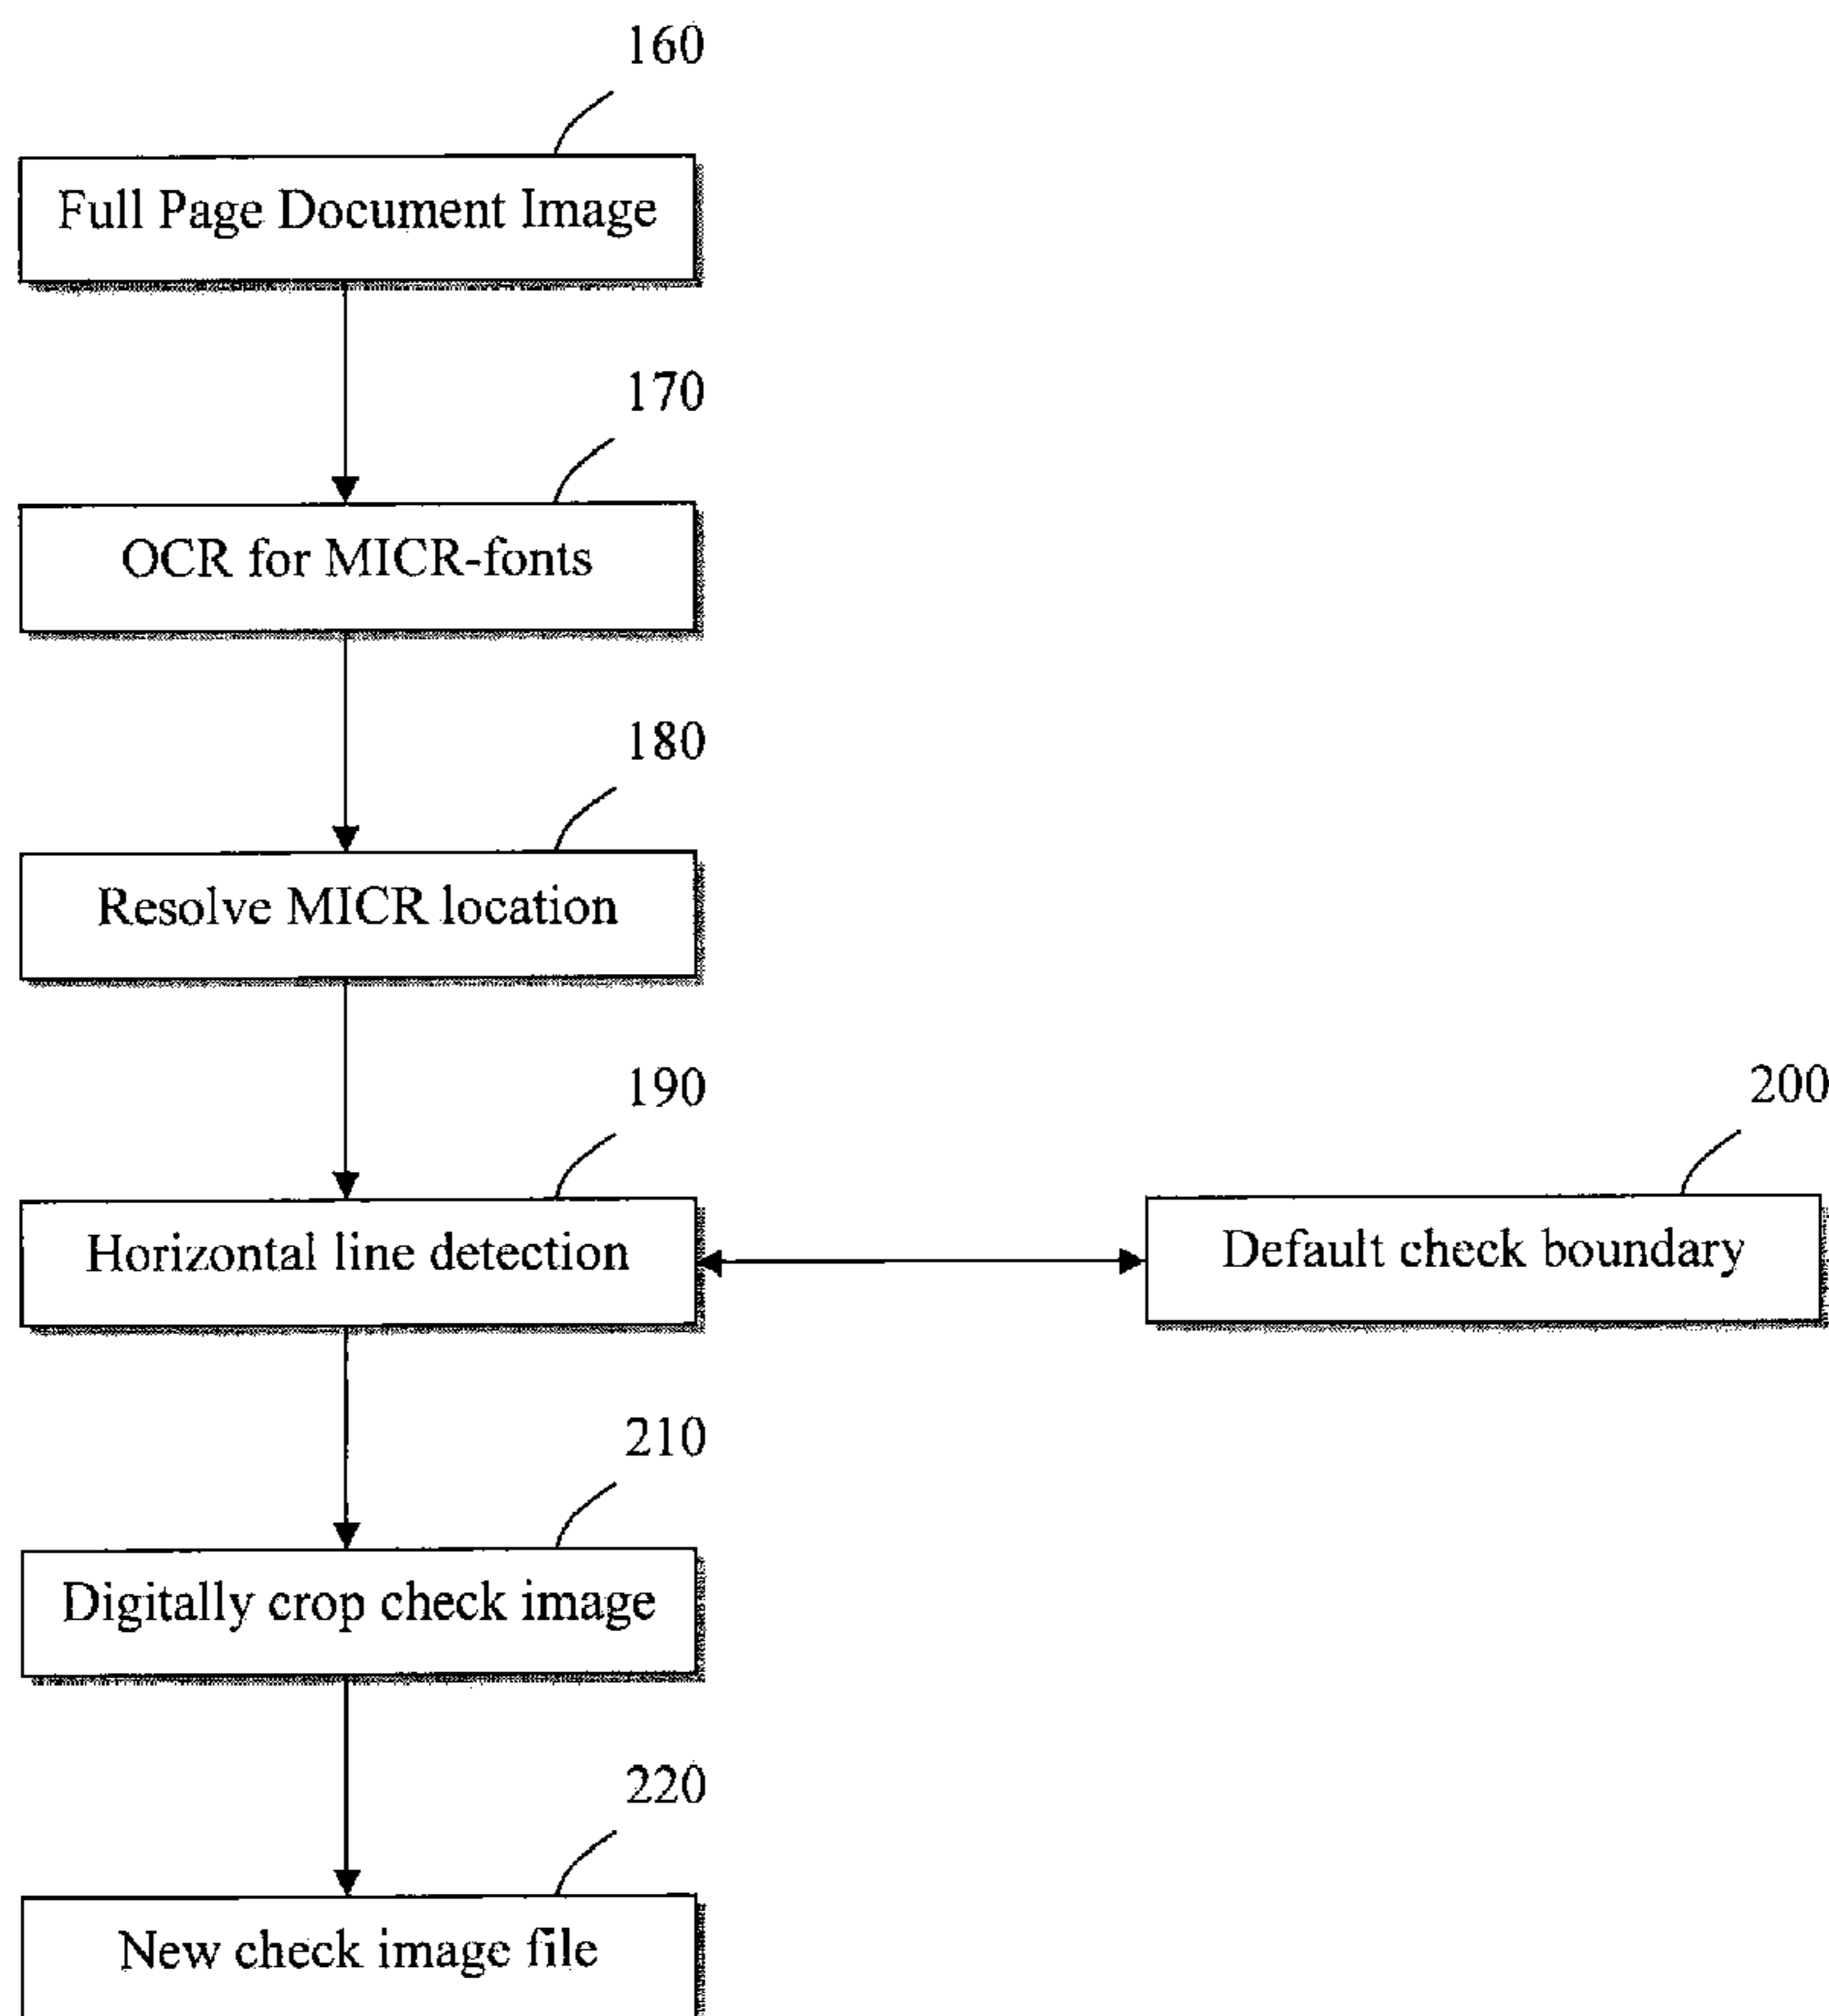 160
Full Page Document Image
170
OCR for MICR-fonts
180
Resolve MICR location
190
Horizontal line detection
200
Default check boundary
210
Digitally crop check image
220
New check image file